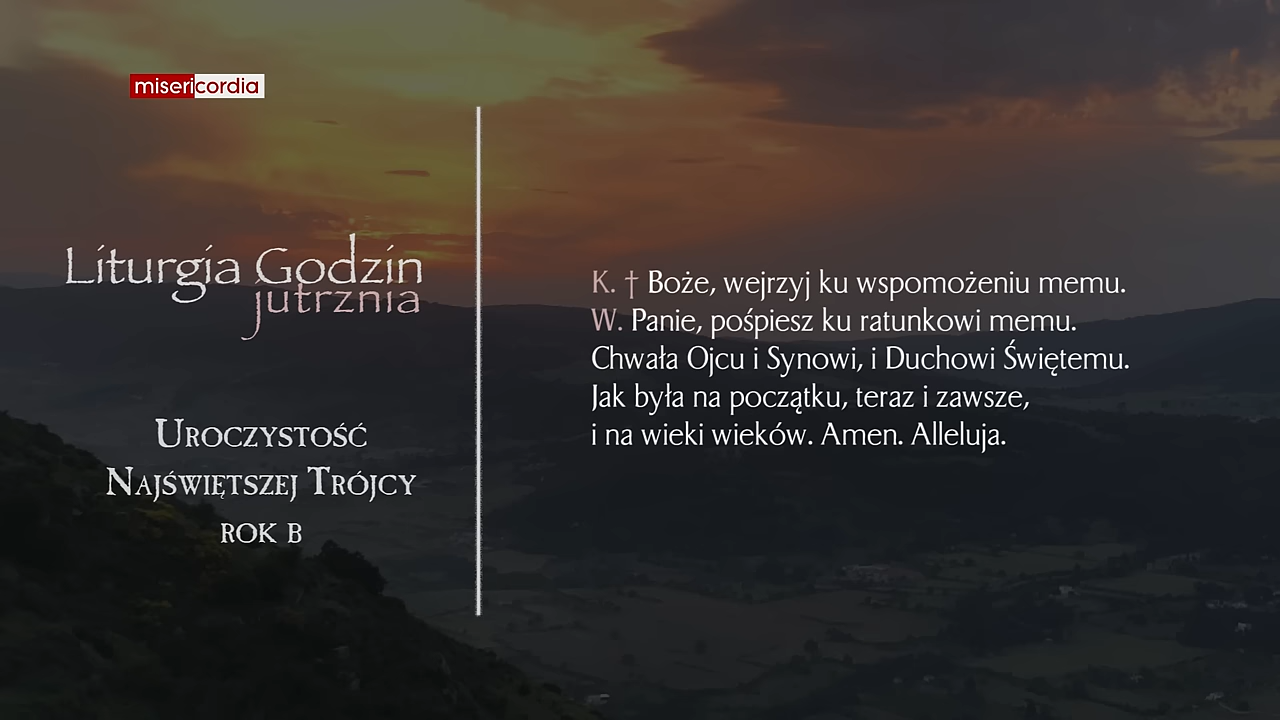 misericordia
Liturgia Godzin
jutrznia
Uroczystość
Najświętszej Trójcy
rok B
K. † Boże, wejrzyj ku wspomożeniu memu.
W. Panie, pośpiesz ku ratunkowi memu.
Chwała Ojcu i Synowi, i Duchowi Świętemu.
Jak była na początku, teraz i zawsze,
i na wieki wieków. Amen. Alleluja.